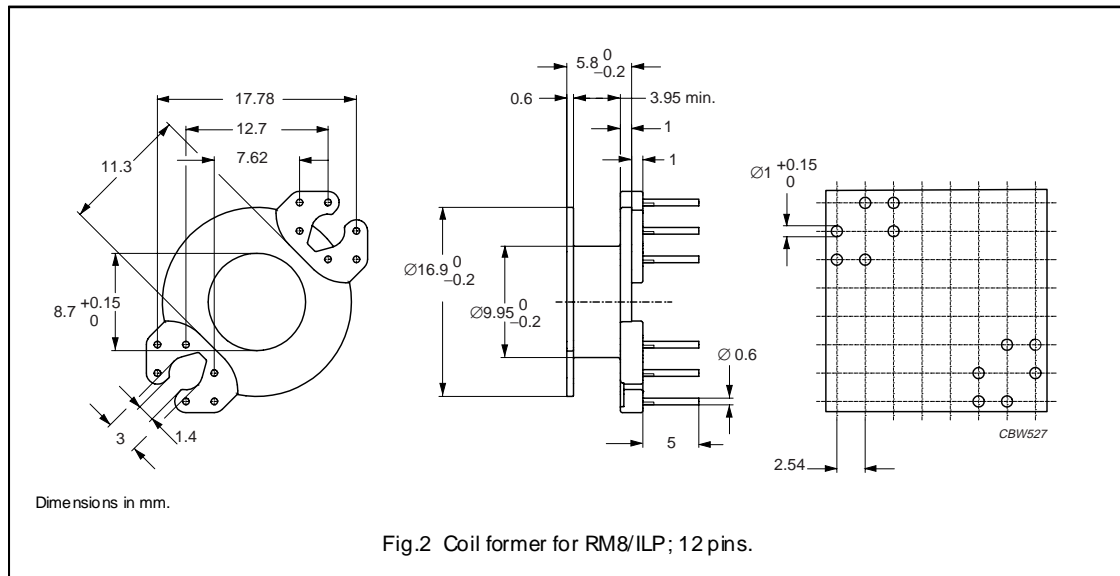 17.78
12.7
7.62
11.3
8.7 +0.15 0
3
1.4
5.8 0 −0.2
0.6
3.95 min.
1
1
Ø16.9 0 −0.2
Ø9.95 0 −0.2
Ø 0.6
5
Ø1 +0.15 0
2.54
CBW527
Dimensions in mm.
Fig.2 Coil former for RM8/ILP; 12 pins.